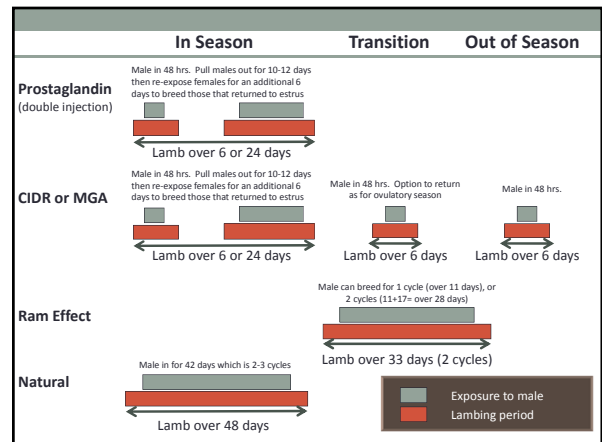 In Season Transition Out of Season
Prostaglandin
(double injection)
Male in 48 hrs. Pull males out for 10-12 days
then re-expose females for an additional 6
days to breed those that returned to estrus
Lamb over 6 or 24 days
CIDR or MGA
Male in 48 hrs. Pull males out for 10-12 days
then re-expose females for an additional 6
days to breed those that returned to estrus
Lamb over 6 or 24 days
Male in 48 hrs. Option to return
as for ovulatory season
Lamb over 6 days
Male in 48 hrs.
Lamb over 6 days
Ram Effect
Male can breed for 1 cycle (over 11 days), or
2 cycles (11+17= over 28 days)
Lamb over 33 days (2 cycles)
Natural
Male in for 42 days which is 2-3 cycles
Lamb over 48 days
Exposure to male
Lambing period